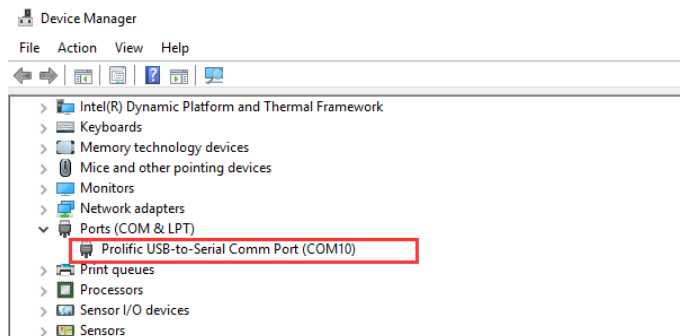 Device Manager
File Action View Help
Intel(R) Dynamic Platform and Thermal Framework
Keyboards
Memory technology devices
Mice and other pointing devices
Monitors
Network adapters
Ports (COM & LPT)
Prolific USB-to-Serial Comm Port (COM10)
Print queues
Processors
Sensor I/O devices
Sensors